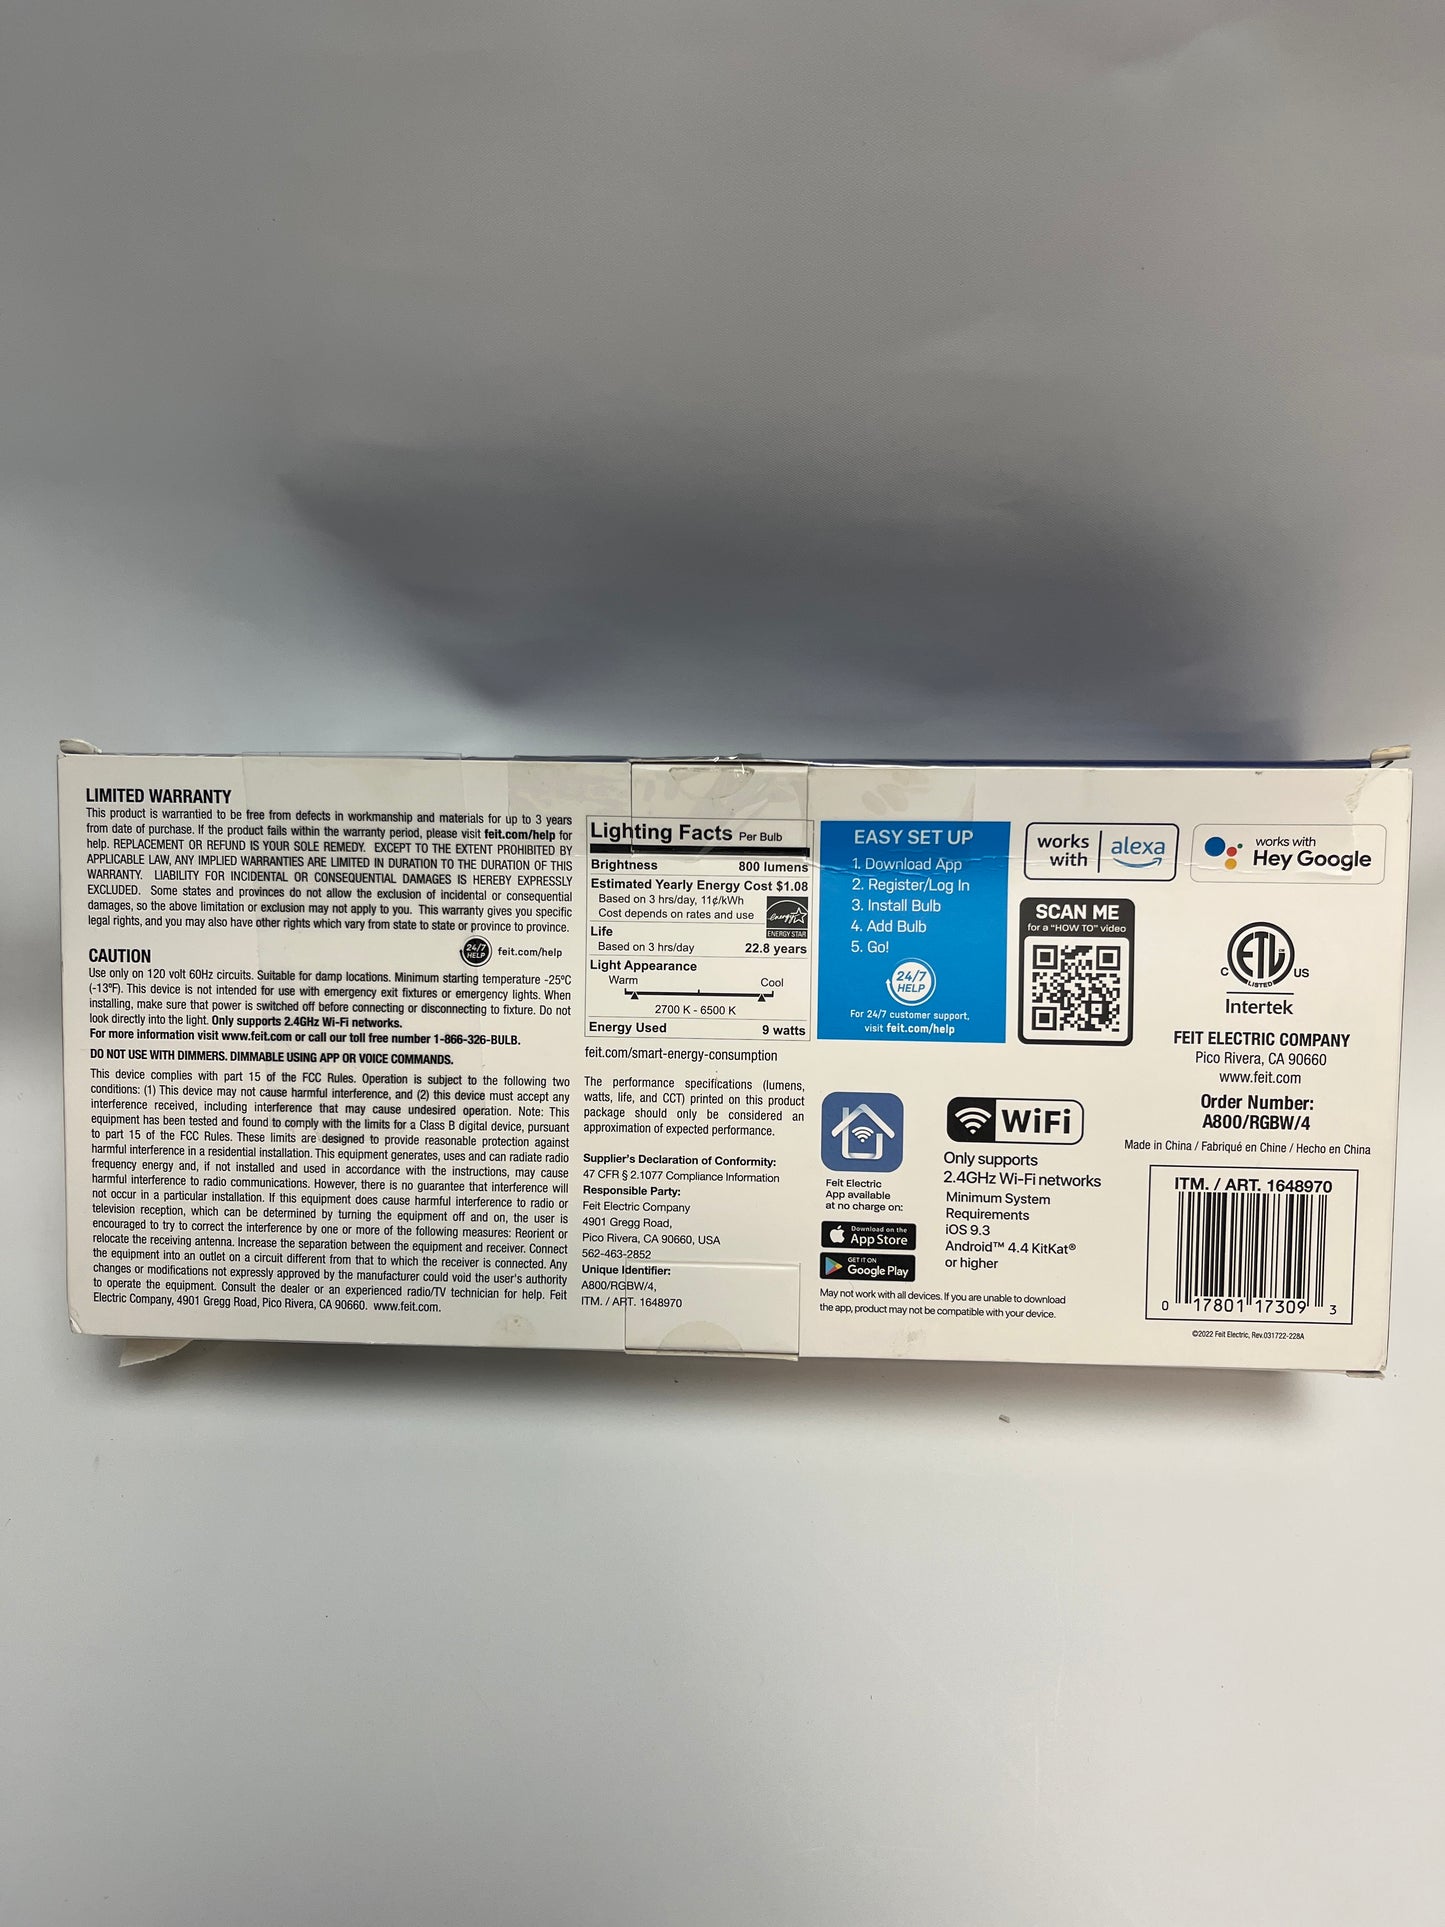 LIMITED WARRANTY
This product is warrantied to be free from defects in workmanship and materials for up to 3 years
from date of purchase. If the product fails within the warranty period, please visit feit.com/help for
help. REPLACEMENT OR REFUND IS YOUR SOLE REMEDY. EXCEPT TO THE EXTENT PROHIBITED BY
APPLICABLE LAW, ANY IMPLIED WARRANTIES ARE LIMITED IN DURATION TO THE DURATION OF THIS
WARRANTY. LIABILITY FOR INCIDENTAL OR CONSEQUENTIAL DAMAGES IS HEREBY EXPRESSLY
EXCLUDED. Some states and provinces do not allow the exclusion of incidental or consequential
damages, so the above limitation or exclusion may not apply to you. This warranty gives you specific
legal rights, and you may also have other rights which vary from state to state or province to province.
24/7
HELP
feit.com/help
CAUTION
Use only on 120 volt 60Hz circuits. Suitable for damp locations. Minimum starting temperature -25°C
(-13°F). This device is not intended for use with emergency exit fixtures or emergency lights. When
installing, make sure that power is switched off before connecting or disconnecting to fixture. Do not
look directly into the light. Only supports 2.4GHz Wi-Fi networks.
For more information visit www.feit.com or call our toll free number 1-866-326-BULB.
DO NOT USE WITH DIMMERS. DIMMABLE USING APP OR VOICE COMMANDS.
This device complies with part 15 of the FCC Rules. Operation is subject to the following two
conditions: (1) This device may not cause harmful interference, and (2) this device must accept any
interference received, including interference that may cause undesired operation. Note: This
equipment has been tested and found to comply with the limits for a Class B digital device, pursuant
to part 15 of the FCC Rules. These limits are designed to provide reasonable protection against
harmful interference in a residential installation. This equipment generates, uses and can radiate radio
frequency energy and, if not installed and used in accordance with the instructions, may cause
harmful interference to radio communications. However, there is no guarantee that interference will
not occur in a particular installation. If this equipment does cause harmful interference to radio or
television reception, which can be determined by turning the equipment off and on, the user is
encouraged to try to correct the interference by one or more of the following measures: Reorient or
relocate the receiving antenna. Increase the separation between the equipment and receiver. Connect
the equipment into an outlet on a circuit different from that to which the receiver is connected. Any
changes or modifications not expressly approved by the manufacturer could void the user's authority
to operate the equipment. Consult the dealer or an experienced radio/TV technician for help. Feit
Electric Company, 4901 Gregg Road, Pico Rivera, CA 90660. www.feit.com.
Lighting Facts Per Bulb
Brightness 800 lumens
Estimated Yearly Energy Cost $1.08
Based on 3 hrs/day, 11¢/kWh
Cost depends on rates and use
energy
ENERGY STAR
Life
Based on 3 hrs/day 22.8 years
Light Appearance
Warm Cool
2700 K - 6500 K
Energy Used 9 watts
feit.com/smart-energy-consumption
The performance specifications (lumens,
watts, life, and CCT) printed on this product
package should only be considered an
approximation of expected performance.
Supplier's Declaration of Conformity:
47 CFR § 2.1077 Compliance Information
Responsible Party:
Feit Electric Company
4901 Gregg Road,
Pico Rivera, CA 90660, USA
562-463-2852
Unique Identifier:
A800/RGBW/4,
ITM. / ART. 1648970
EASY SET UP
1. Download App
2. Register/Log In
3. Install Bulb
4. Add Bulb
5. Go!
24/7
HELP
For 24/7 customer support,
visit feit.com/help
works
with
alexa
works with
Hey Google
SCAN ME
for a "HOW TO" video
ETL
CM
LISTED
C US
Intertek
FEIT ELECTRIC COMPANY
Pico Rivera, CA 90660
www.feit.com
Order Number:
A800/RGBW/4
Made in China / Fabriqué en Chine / Hecho en China
Feit Electric
App available
at no charge on:
Download on the
App Store
GET IT ON
Google Play
WiFi
Only supports
2.4GHz Wi-Fi networks
Minimum System
Requirements
iOS 9.3
Android™ 4.4 KitKat®
or higher
May not work with all devices. If you are unable to download
the app, product may not be compatible with your device.
ITM. / ART. 1648970
0 17801 17309 3
©2022 Feit Electric, Rev.031722-228A